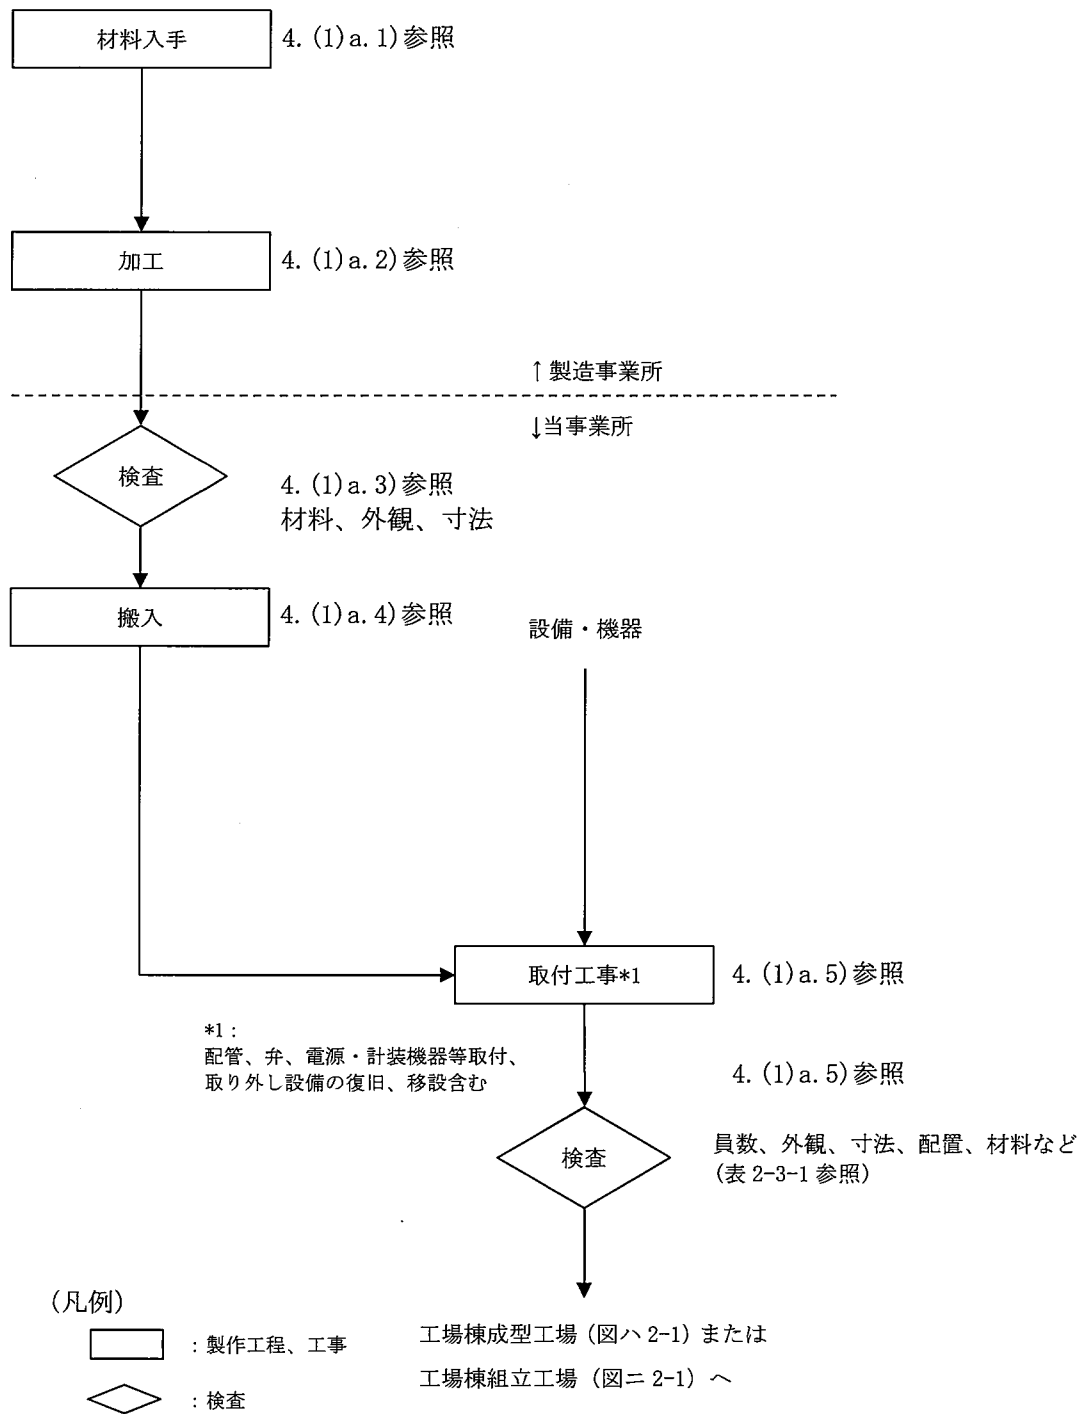 材料入手
4. (1)a. 1)参照
加工
4. (1)a. 2)参照
↑製造事業所
↓当事業所
検査
4. (1)a. 3)参照
材料、外観、寸法
搬入
4. (1)a. 4)参照
設備・機器
取付工事*1
4. (1)a. 5)参照
*1：
配管、弁、電源・計装機器等取付、
取り外し設備の復旧、移設含む
4. (1)a. 5)参照
検査
員数、外観、寸法、配置、材料など
(表 2-3-1 参照)
(凡例)
：製作工程、工事
：検査
工場棟成型工場 (図ハ 2-1) または
工場棟組立工場 (図ニ 2-1) へ